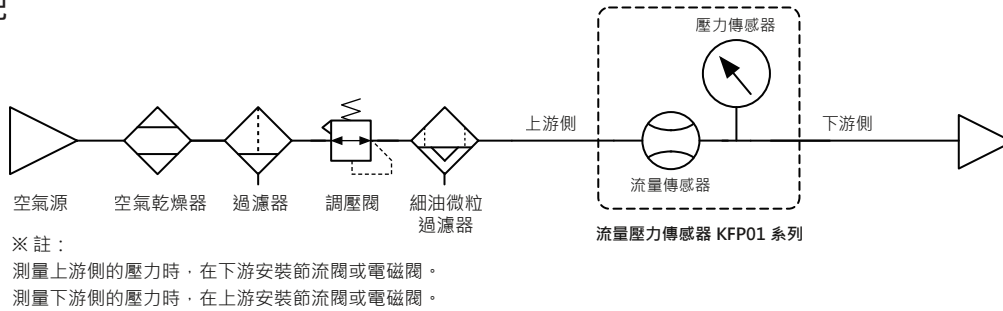 壓力傳感器
上游側
下游側
流量傳感器
空氣源
空氣乾燥器
過濾器
調壓閥
細油微粒
過濾器
流量壓力傳感器 KFP01 系列
※註：
測量上游側的壓力時，在下游安裝節流閥或電磁閥。
測量下游側的壓力時，在上游安裝節流閥或電磁閥。